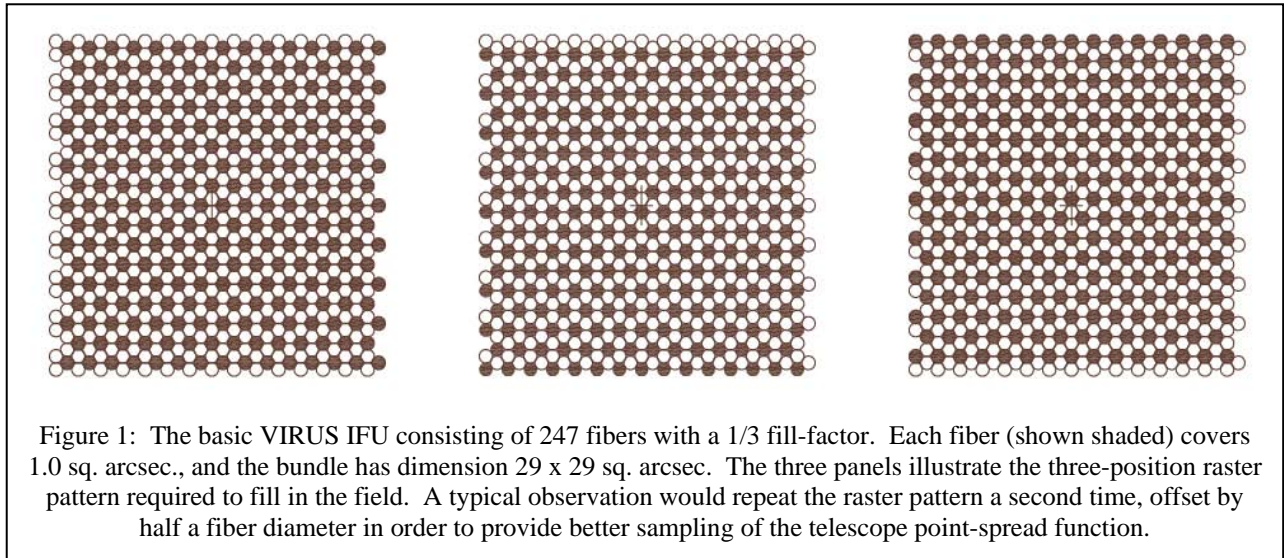 Figure 1: The basic VIRUS IFU consisting of 247 fibers with a 1/3 fill-factor. Each fiber (shown shaded) covers
1.0 sq. arcsec., and the bundle has dimension 29 x 29 sq. arcsec. The three panels illustrate the three-position raster
pattern required to fill in the field. A typical observation would repeat the raster pattern a second time, offset by
half a fiber diameter in order to provide better sampling of the telescope point-spread function.